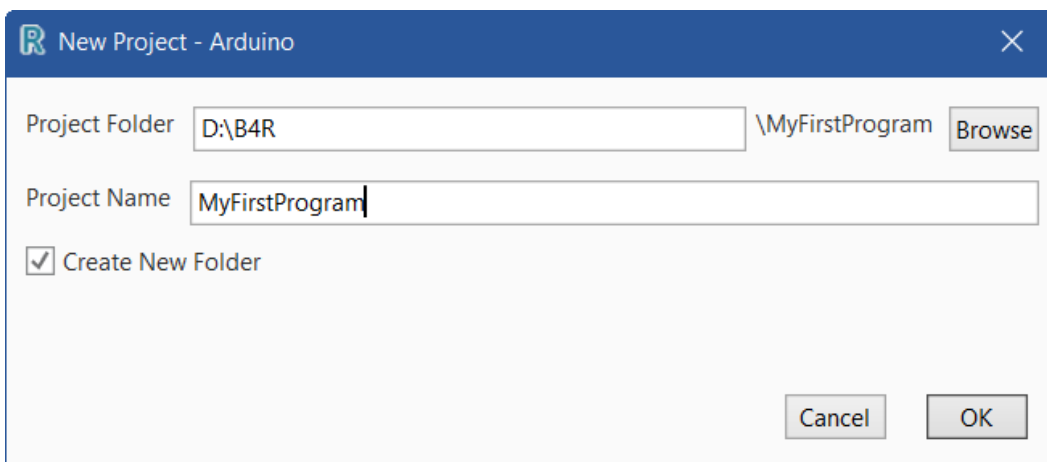 New Project - Arduino
Project Folder D:\B4R \MyFirstProgram Browse
Project Name MyFirstProgram
Create New Folder
Cancel OK